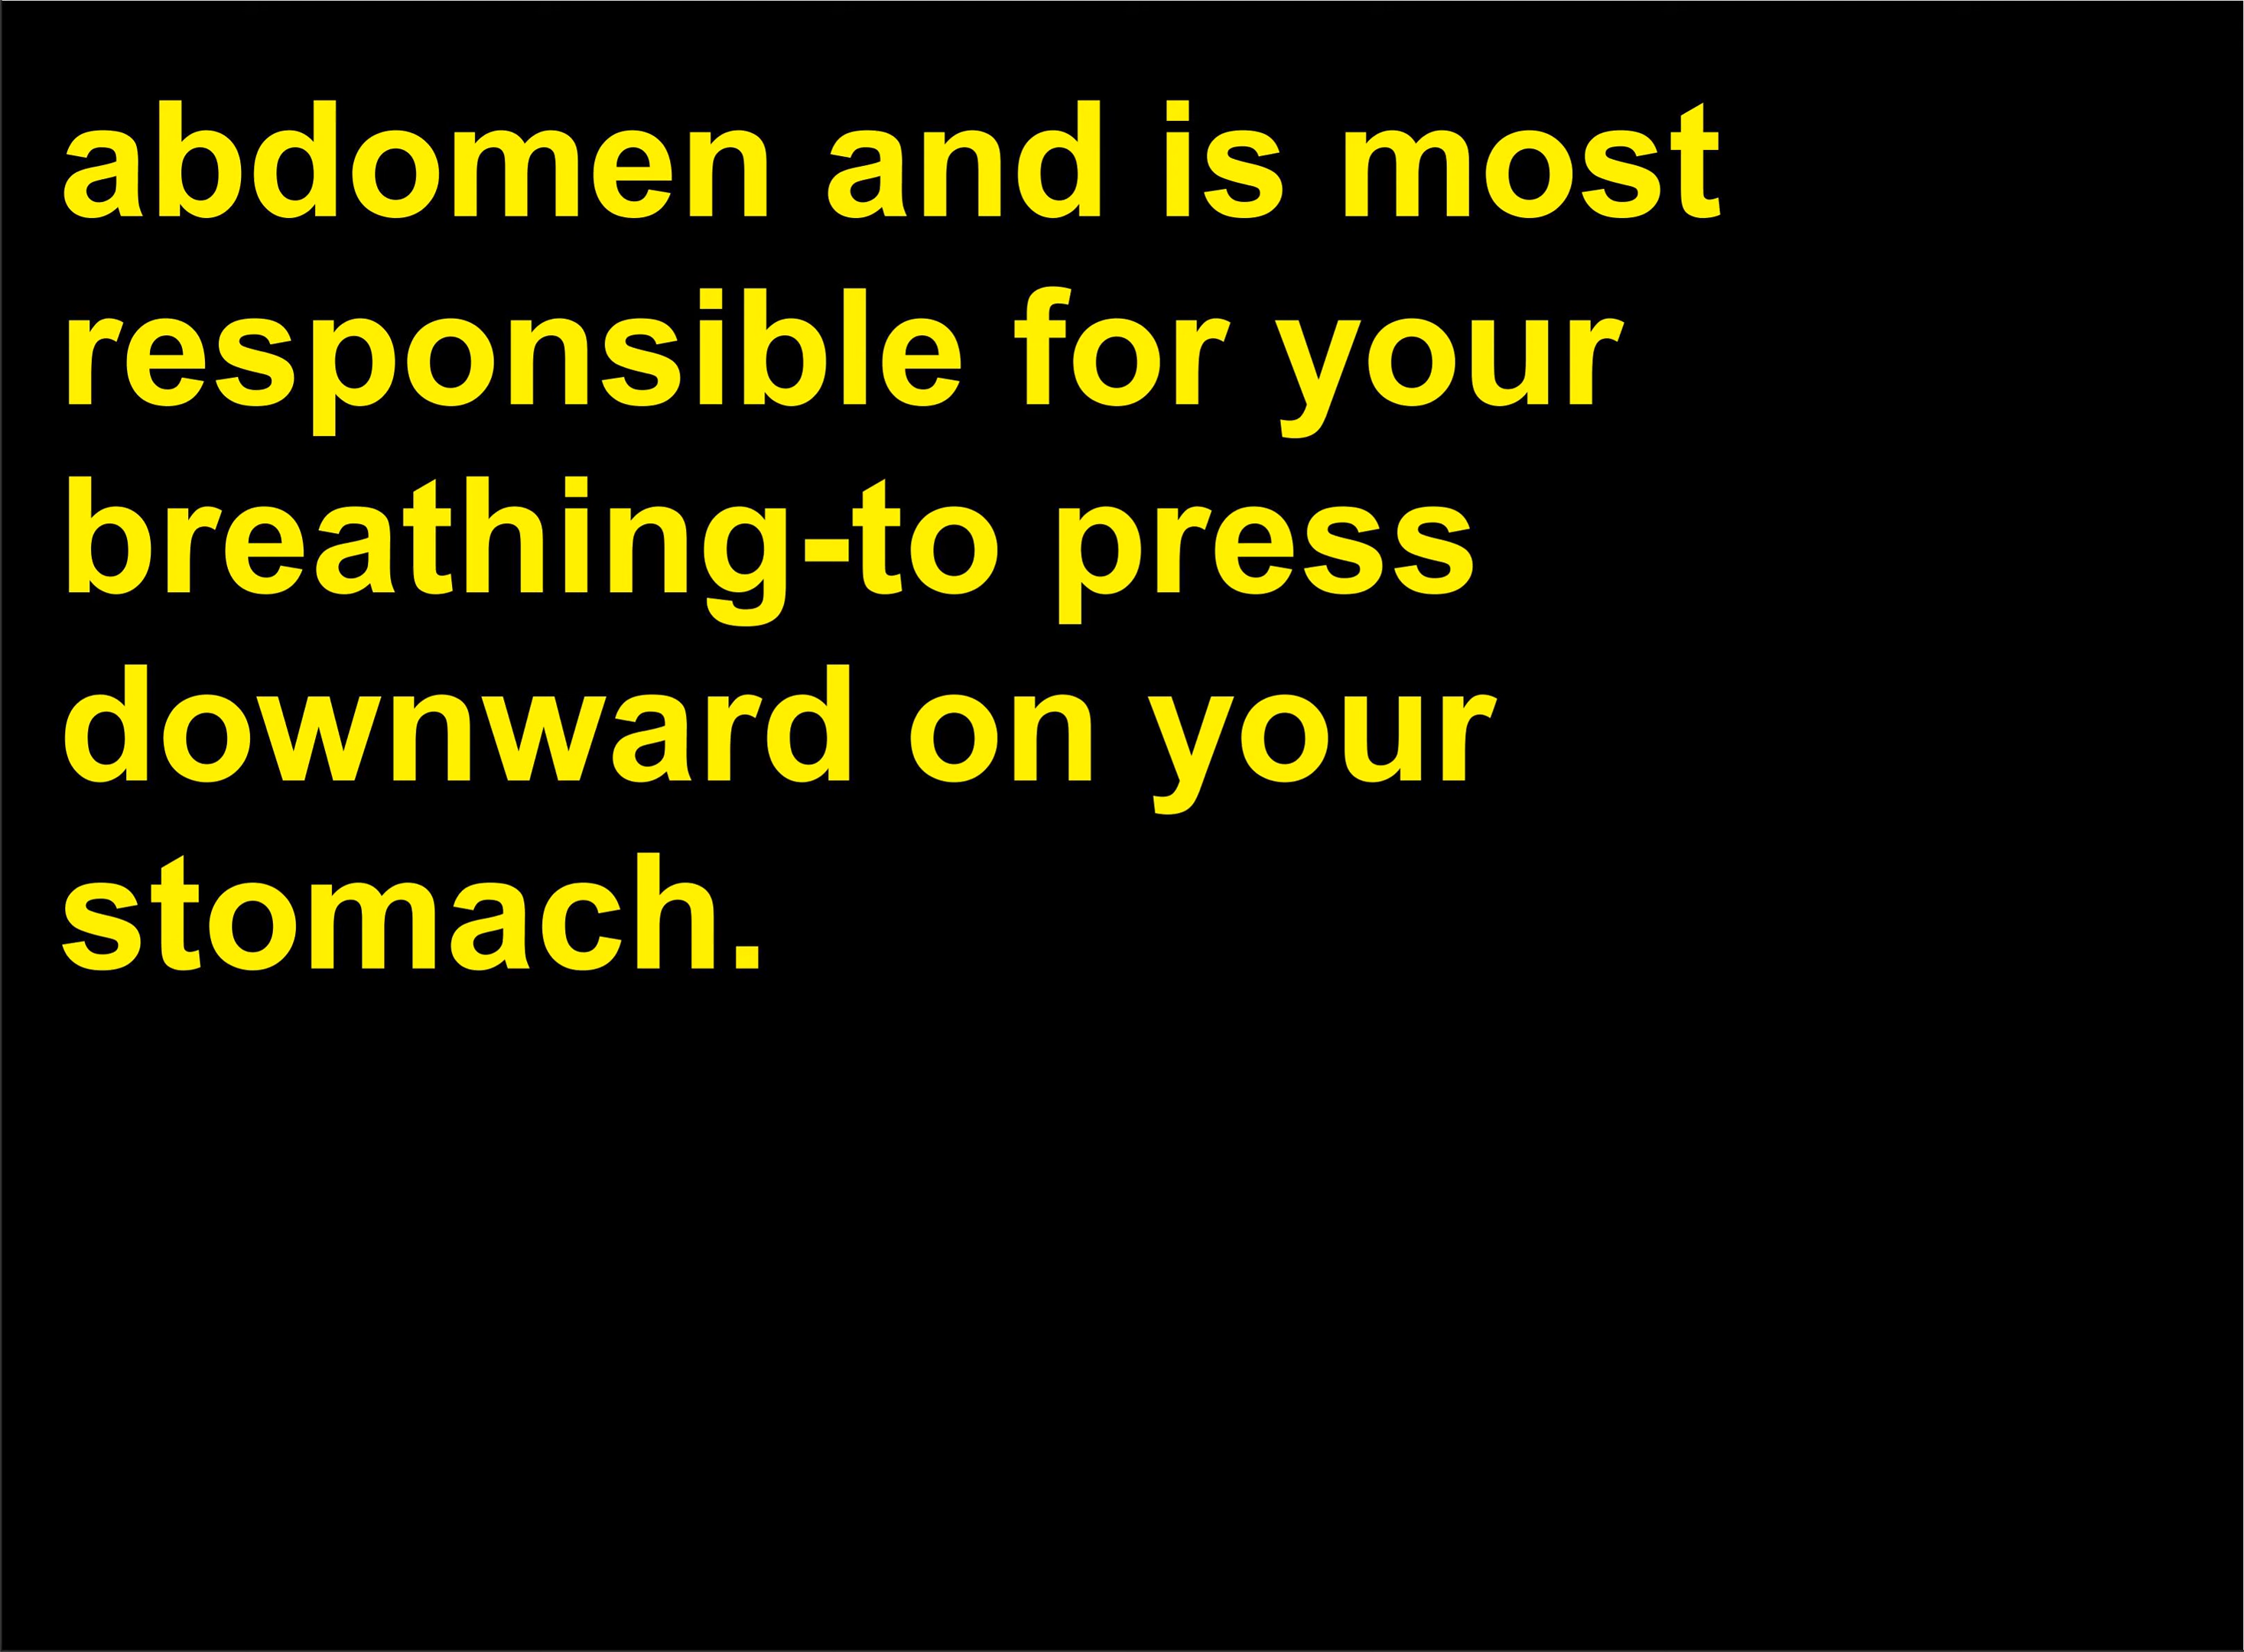 abdomen and is most
responsible for your
breathing-to press
downward on your
stomach.